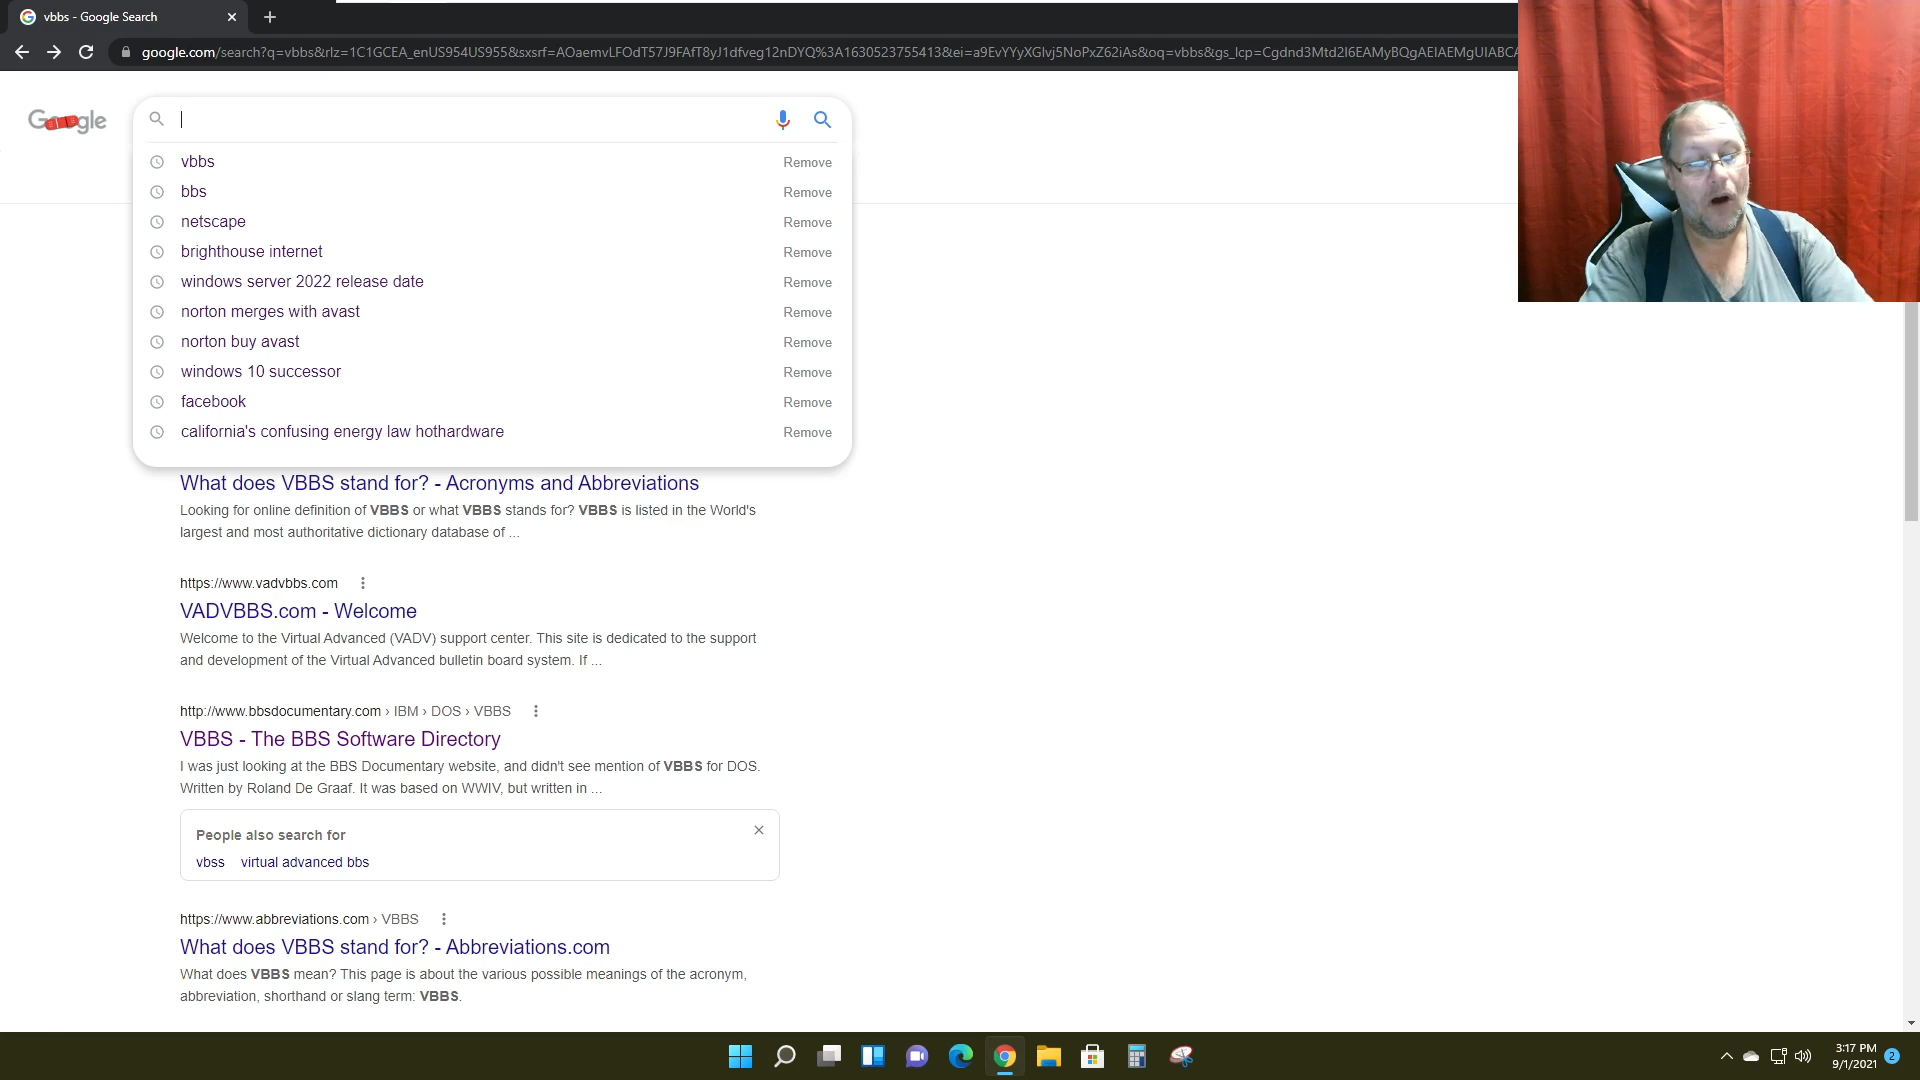 vbbs - Google Search
google.com/search?q=vbbs&rlz=1C1GCEA_enUS954US955&sxsrf=AOaemvLFOdT57J9FAfT8yJ1dfveg12nDYQ%3A1630523755413&ei=a9EvYYyXGIvj5NoPxZ62iAs&oq=vbbs&gs_lcp=Cgdnd3Mtd2l6EAMyBQgAEIAEMgUIABCA
Google
vbbs Remove
bbs Remove
netscape Remove
brighthouse internet Remove
windows server 2022 release date Remove
norton merges with avast Remove
norton buy avast Remove
windows 10 successor Remove
facebook Remove
california's confusing energy law hothardware Remove
What does VBBS stand for? - Acronyms and Abbreviations
Looking for online definition of VBBS or what VBBS stands for? VBBS is listed in the World's
largest and most authoritative dictionary database of ...
https://www.vadvbbs.com
VADVBBS.com - Welcome
Welcome to the Virtual Advanced (VADV) support center. This site is dedicated to the support
and development of the Virtual Advanced bulletin board system. If ...
http://www.bbsdocumentary.com › IBM › DOS › VBBS
VBBS - The BBS Software Directory
I was just looking at the BBS Documentary website, and didn't see mention of VBBS for DOS.
Written by Roland De Graaf. It was based on WWIV, but written in ...
People also search for
vbss virtual advanced bbs
https://www.abbreviations.com › VBBS
What does VBBS stand for? - Abbreviations.com
What does VBBS mean? This page is about the various possible meanings of the acronym,
abbreviation, shorthand or slang term: VBBS.
3:17 PM
9/1/2021
2